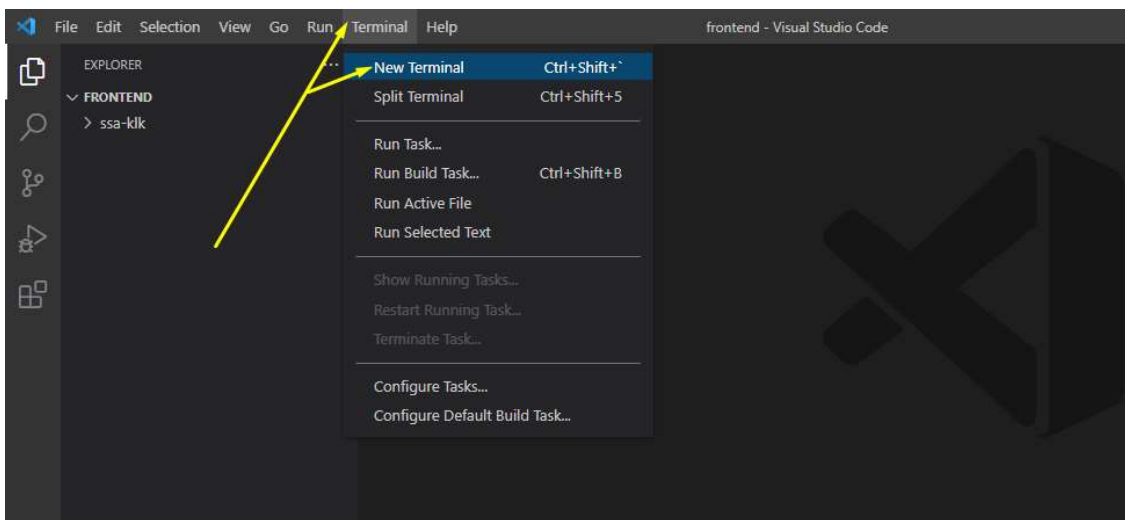 File Edit Selection View Go Run Terminal Help frontend - Visual Studio Code
EXPLORER ...
FRONTEND
ssa-klk
New Terminal Ctrl+Shift+`
Split Terminal Ctrl+Shift+5
Run Task...
Run Build Task... Ctrl+Shift+B
Run Active File
Run Selected Text
Show Running Tasks...
Restart Running Task...
Terminate Task...
Configure Tasks...
Configure Default Build Task...